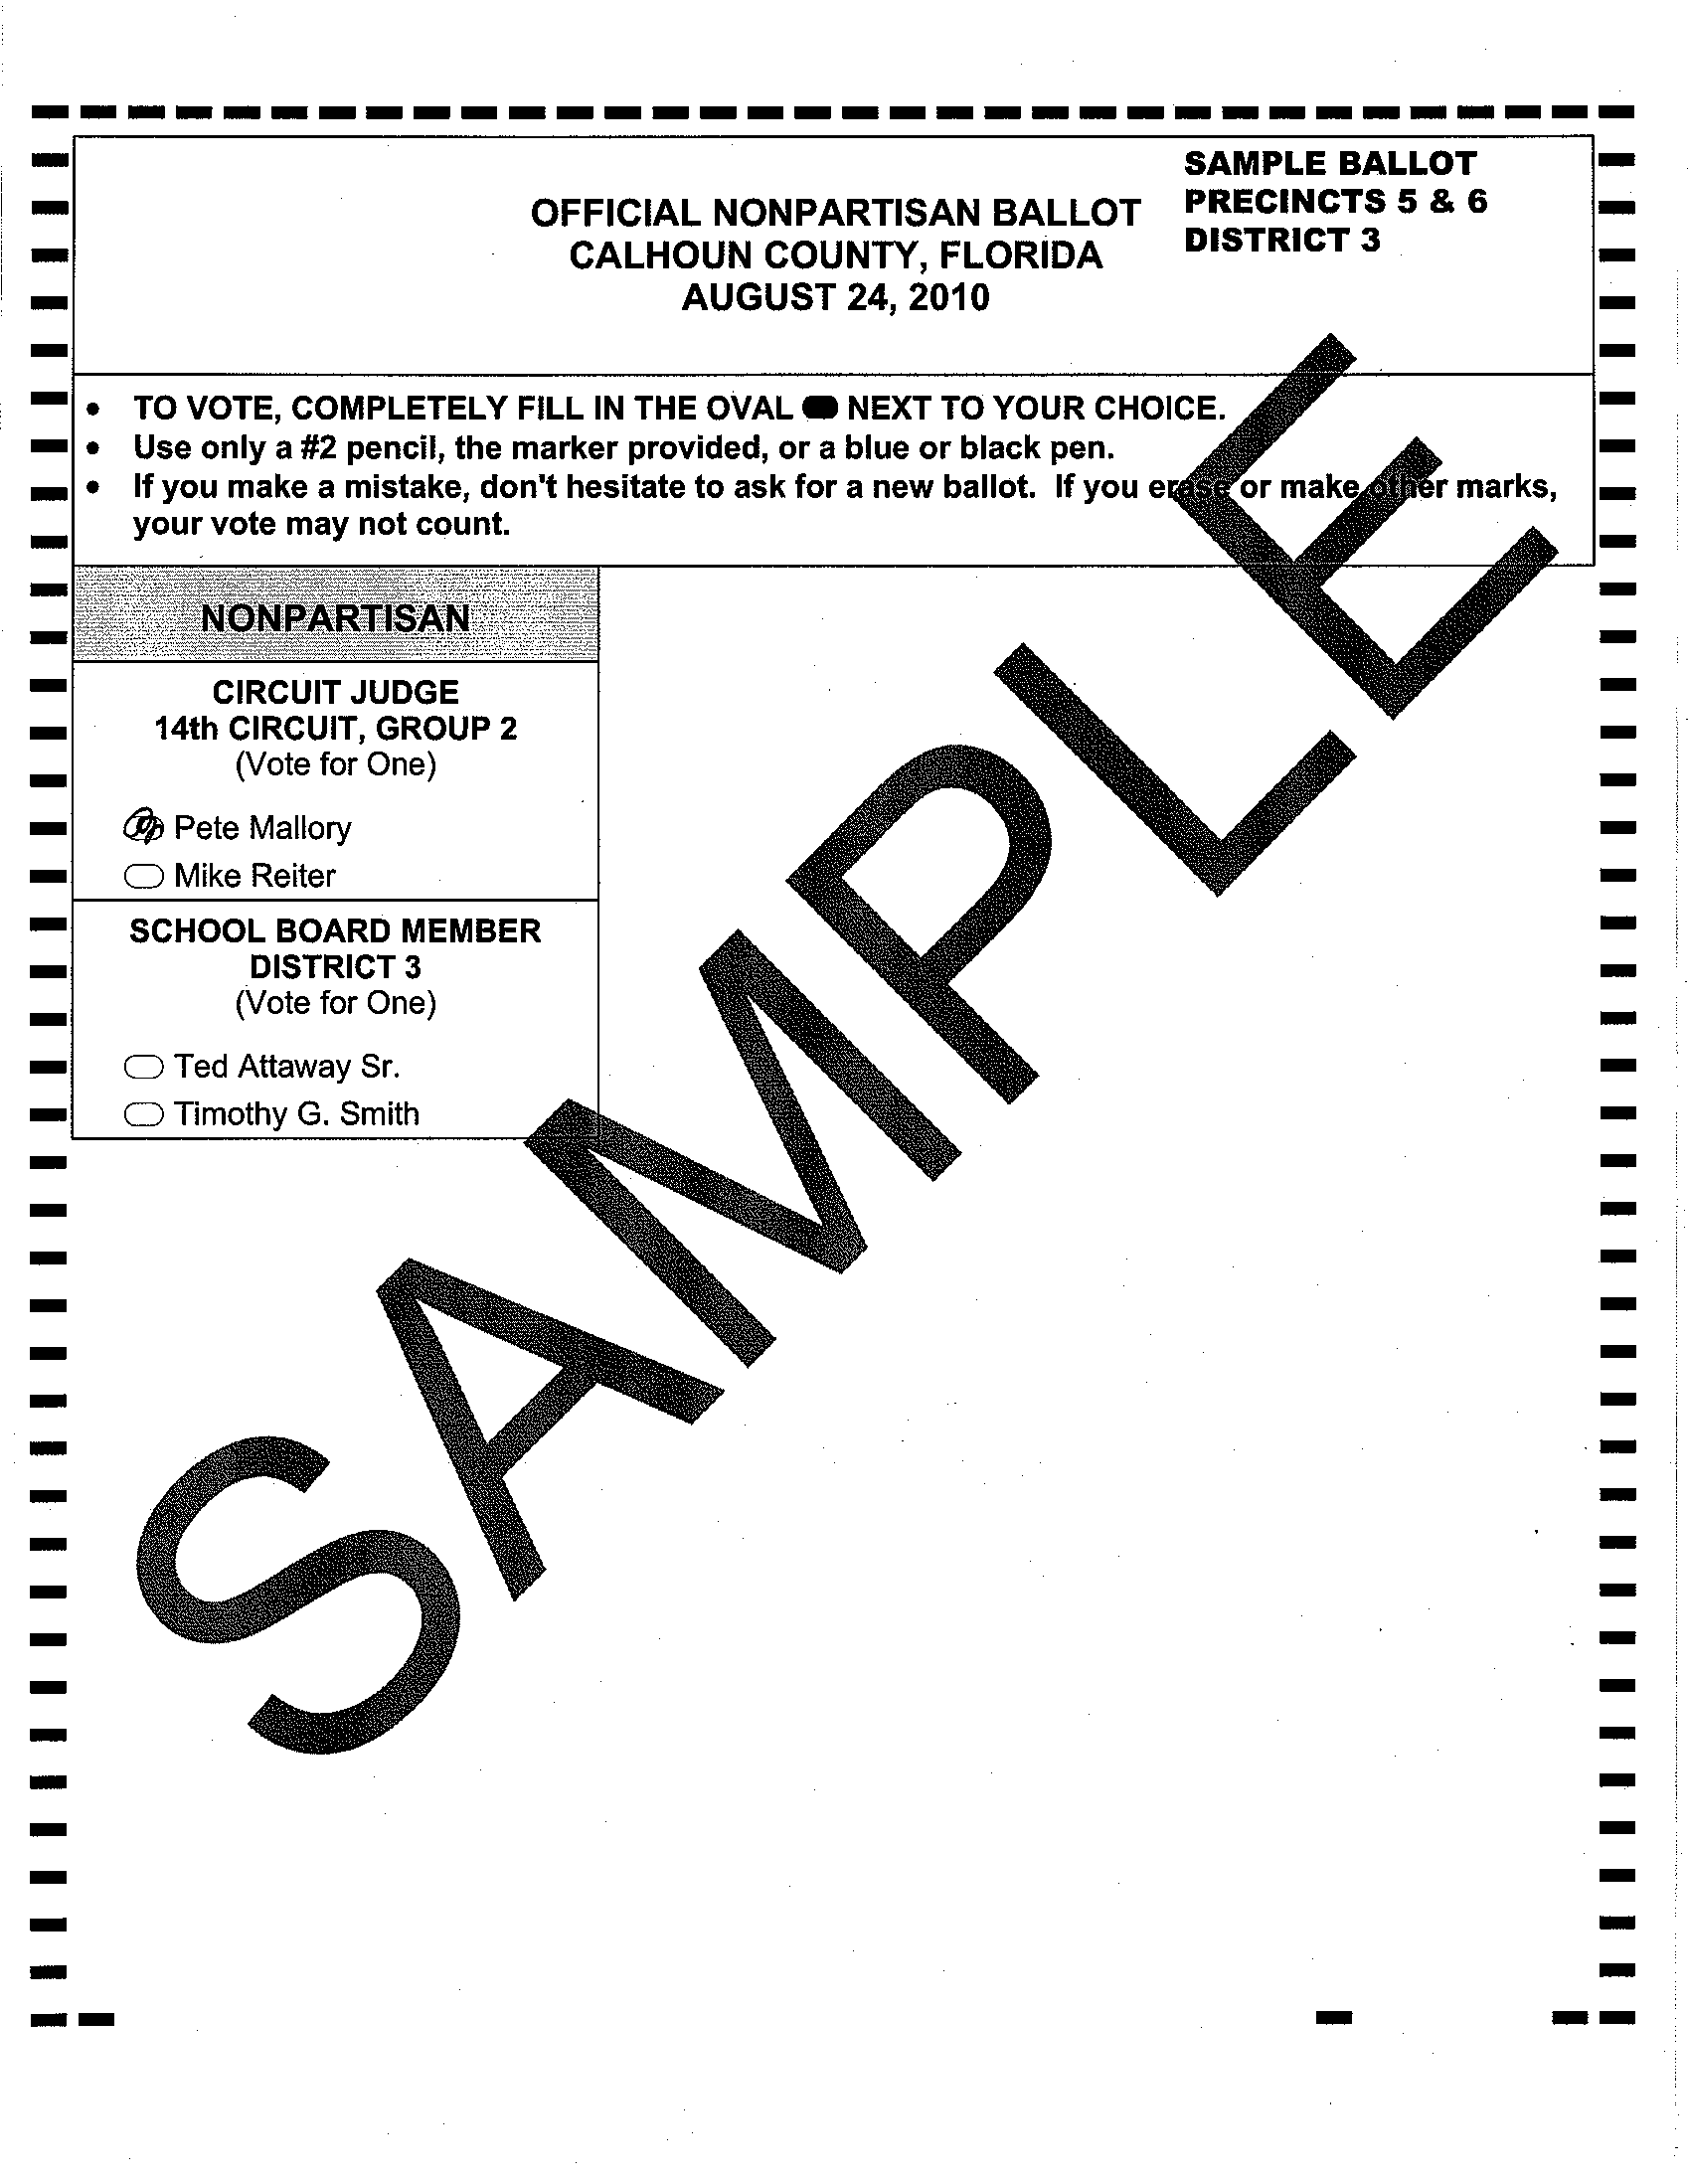 SAMPLE BALLOT
PRECINCTS 5 & 6
DISTRICT 3
OFFICIAL NONPARTISAN BALLOT
CALHOUN COUNTY, FLORIDA
AUGUST 24, 2010
• TO VOTE, COMPLETELY FILL IN THE OVAL NEXT TO YOUR CHOICE.
• Use only a #2 pencil, the marker provided, or a blue or black pen.
• If you make a mistake, don't hesitate to ask for a new ballot. If you erase or make other marks,
your vote may not count.
NONPARTISAN
CIRCUIT JUDGE
14th CIRCUIT, GROUP 2
(Vote for One)
Pete Mallory
Mike Reiter
SCHOOL BOARD MEMBER
DISTRICT 3
(Vote for One)
Ted Attaway Sr.
Timothy G. Smith
SAMPLE